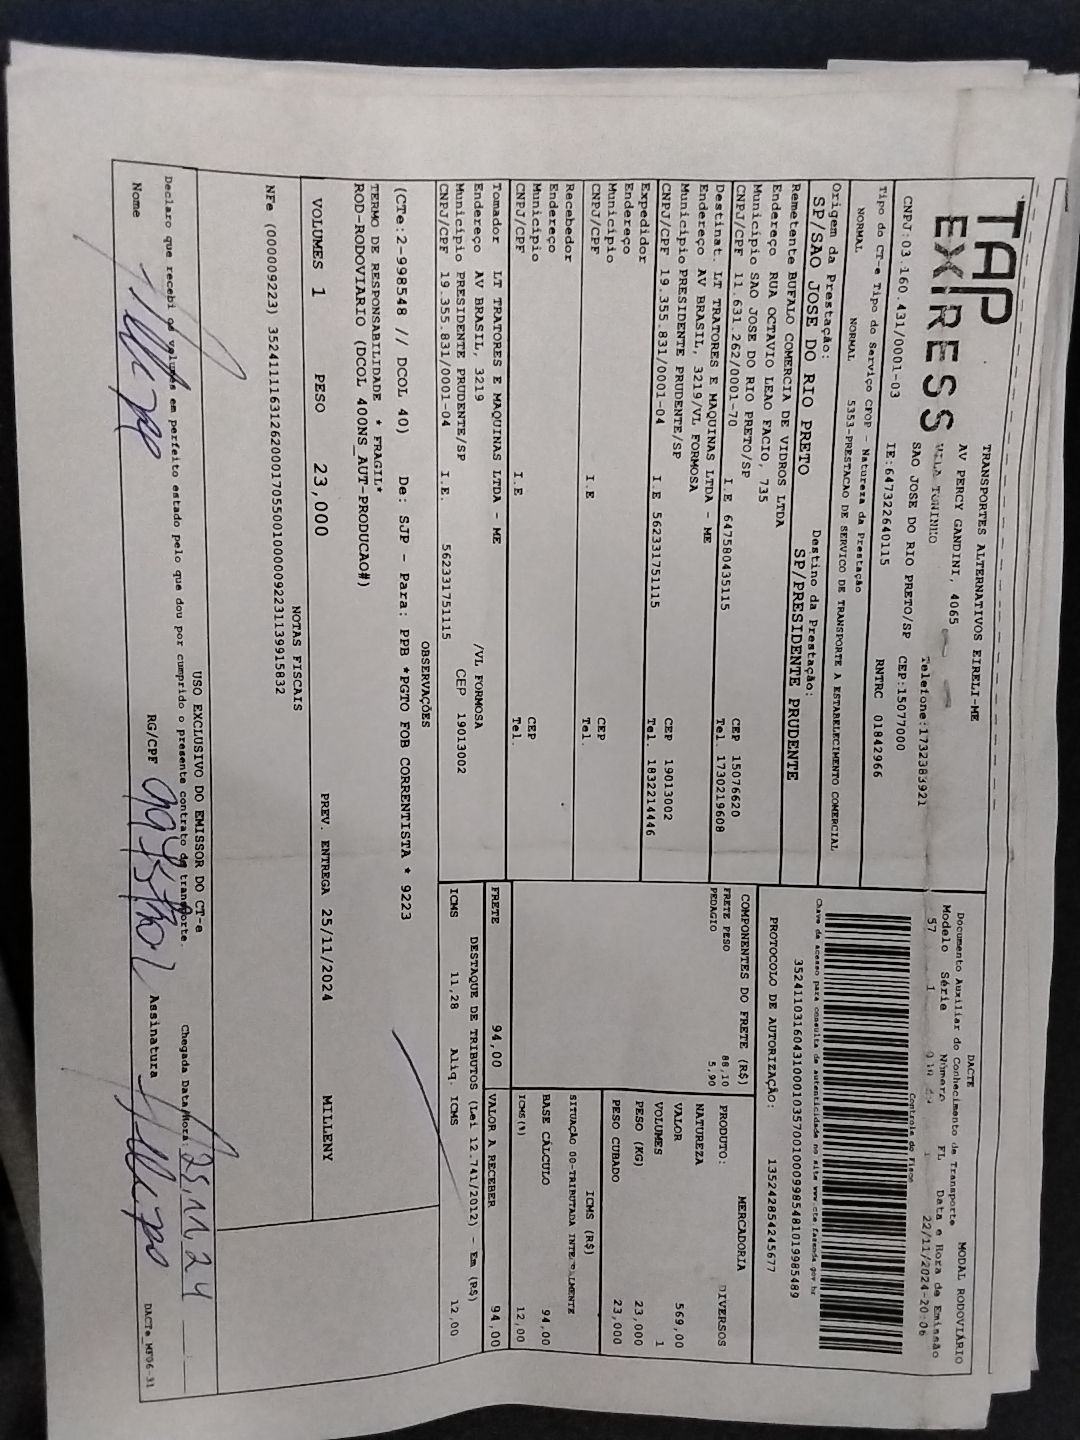 TAP
EXPRESS
TRANSPORTES ALTERNATIVOS EIRELI-ME
AV PERCY GANDINI, 4065
VILA TONINHO
SAO JOSE DO RIO PRETO/SP
Telefone:1732383921
CEP:15077000
CNPJ:03.160.431/0001-03
IE:647322640115
RNTRC 01842966
Tipo do CT-e Tipo do Serviço CFOP - Natureza da Prestação
NORMAL NORMAL 5353-PRESTACAO DE SERVICO DE TRANSPORTE A ESTABELECIMENTO COMERCIAL
Origem da Prestação: Destino da Prestação:
SP/SAO JOSE DO RIO PRETO SP/PRESIDENTE PRUDENTE
Remetente BUFALO COMERCIA DE VIDROS LTDA
Endereço RUA OCTAVIO LEAO FACIO, 735
Município SAO JOSE DO RIO PRETO/SP CEP 15076620
CNPJ/CPF 11.631.262/0001-70 I.E 647580435115 Tel. 1730219608
Destinat. LT TRATORES E MAQUINAS LTDA - ME
Endereço AV BRASIL, 3219/VL FORMOSA
Município PRESIDENTE PRUDENTE/SP CEP 19013002
CNPJ/CPF 19.355.831/0001-04 I.E 562331751115 Tel. 1832214446
Expedidor
Endereço
Município CEP
CNPJ/CPF I.E Tel.
Recebedor
Endereço
Município CEP
CNPJ/CPF I.E Tel.
Tomador LT TRATORES E MAQUINAS LTDA - ME
Endereço AV BRASIL, 3219 /VL FORMOSA
Município PRESIDENTE PRUDENTE/SP CEP 19013002
CNPJ/CPF 19.355.831/0001-04 I.E. 562331751115
DACTE MODAL RODOVIÁRIO
Documento Auxiliar do Conhecimento de Transporte
Modelo Série Número FL Data e Hora de Emissão
57 1 22/11/2024-20:06
Controle do Fisco
Chave de acesso para consulta de autenticidade no site www.cte.fazenda.gov.br
35241103160431000103570010009985481019985489
PROTOCOLO DE AUTORIZAÇÃO: 135242854245677
COMPONENTES DO FRETE (R$)
FRETE PESO 88,10
PEDAGIO 5,90
FRETE 94,00
MERCADORIA
PRODUTO: DIVERSOS
NATUREZA
VALOR 569,00
VOLUMES 1
PESO (KG) 23,000
PESO CUBADO 23,000
ICMS (R$)
SITUAÇÃO 00-TRIBUTADA INTEGRALMENTE
BASE CÁLCULO 94,00
ICMS(%) 12,00
VALOR A RECEBER 94,00
DESTAQUE DE TRIBUTOS (Lei 12.741/2012) - Em (R$)
ICMS 11,28 Aliq. ICMS 12,00
OBSERVAÇÕES
(CTe:2-998548 // DCOL 40) De: SJP - Para: PPB *PGTO FOB CORRENTISTA * 9223
TERMO DE RESPONSABILIDADE * FRAGIL*
ROD-RODOVIARIO (DCOL 400NS_AUT-PRODUCAO#)
VOLUMES 1 PESO 23,000 PREV. ENTREGA 25/11/2024 MILLENY
NOTAS FISCAIS
NFe (000009223) 35241111631262000170550010000092231139915832
USO EXCLUSIVO DO EMISSOR DO CT-e
Declaro que recebi os volumes em perfeito estado pelo que dou por cumprido o presente contrato de transporte. Chegada Data/Hora: 25,11,24
Nome RG/CPF Assinatura
DACTe_MF06-31